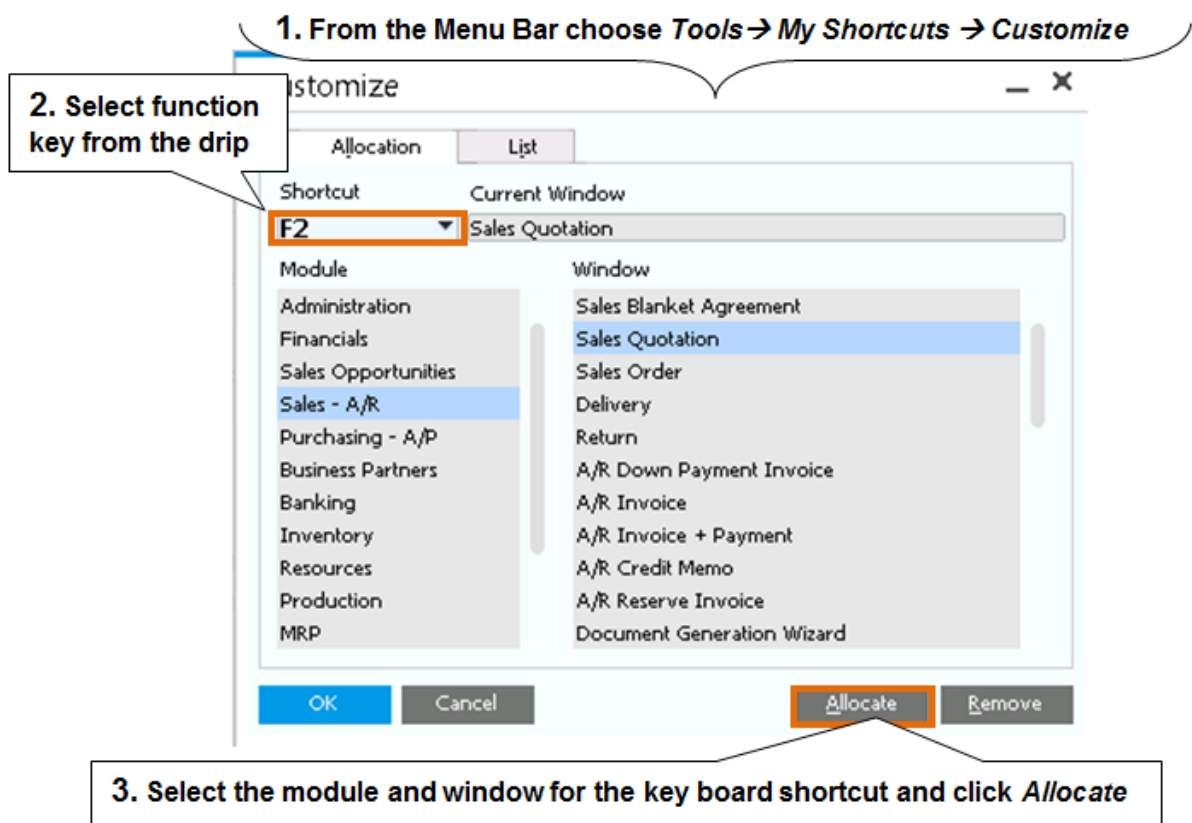 1. From the Menu Bar choose Tools→ My Shortcuts → Customize
ustomize
2. Select function
key from the drip
Allocation List
Shortcut Current Window
F2 Sales Quotation
Module Window
Administration Sales Blanket Agreement
Financials Sales Quotation
Sales Opportunities Sales Order
Sales - A/R Delivery
Purchasing - A/P Return
Business Partners A/R Down Payment Invoice
Banking A/R Invoice
Inventory A/R Invoice + Payment
Resources A/R Credit Memo
Production A/R Reserve Invoice
MRP Document Generation Wizard
OK Cancel Allocate Remove
3. Select the module and window for the key board shortcut and click Allocate